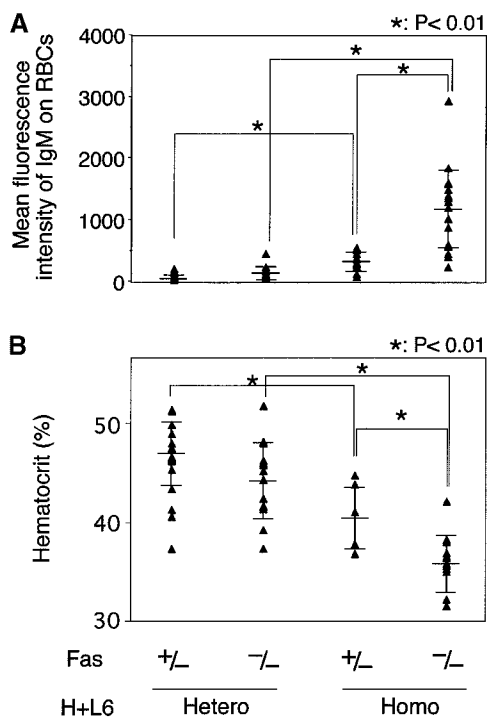 A
*: P< 0.01
Mean fluorescence
intensity of IgM on RBCs
4000
3000
2000
1000
0
*
*
*
B
*: P< 0.01
Hematocrit (%)
50
40
30
*
*
*
Fas +/− −/− +/− −/−
H+L6 Hetero Homo